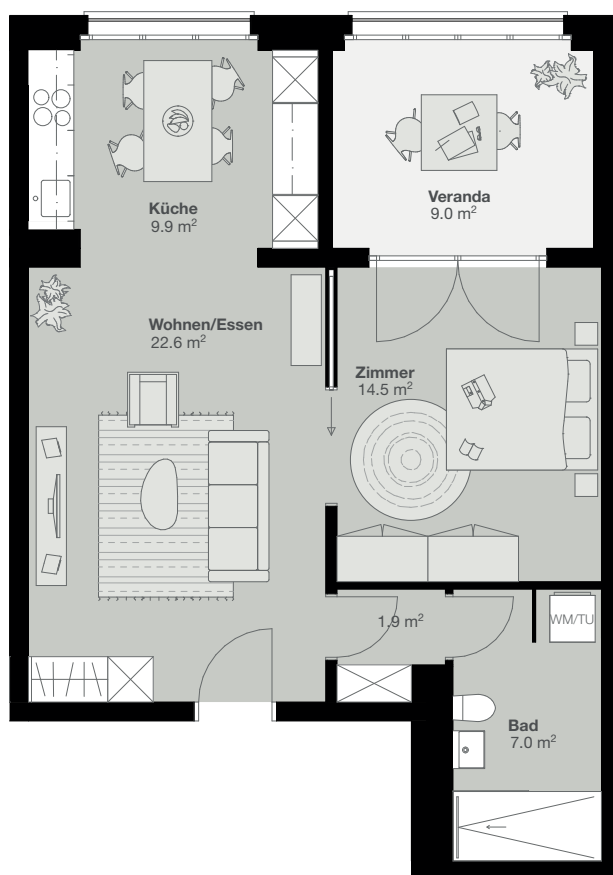 Küche
9.9 m²
Veranda
9.0 m²
Wohnen/Essen
22.6 m²
Zimmer
14.5 m²
1.9 m²
WM/TU
Bad
7.0 m²